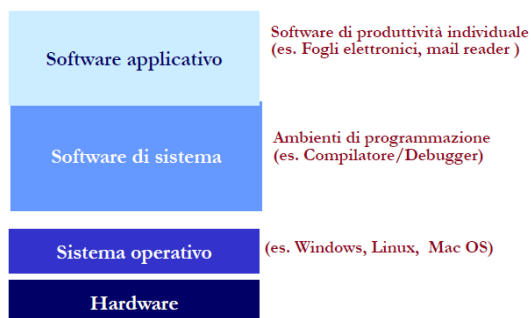 Software applicativo
Software di produttività individuale
(es. Fogli elettronici, mail reader )
Software di sistema
Ambienti di programmazione
(es. Compilatore/Debugger)
Sistema operativo
(es. Windows, Linux, Mac OS)
Hardware